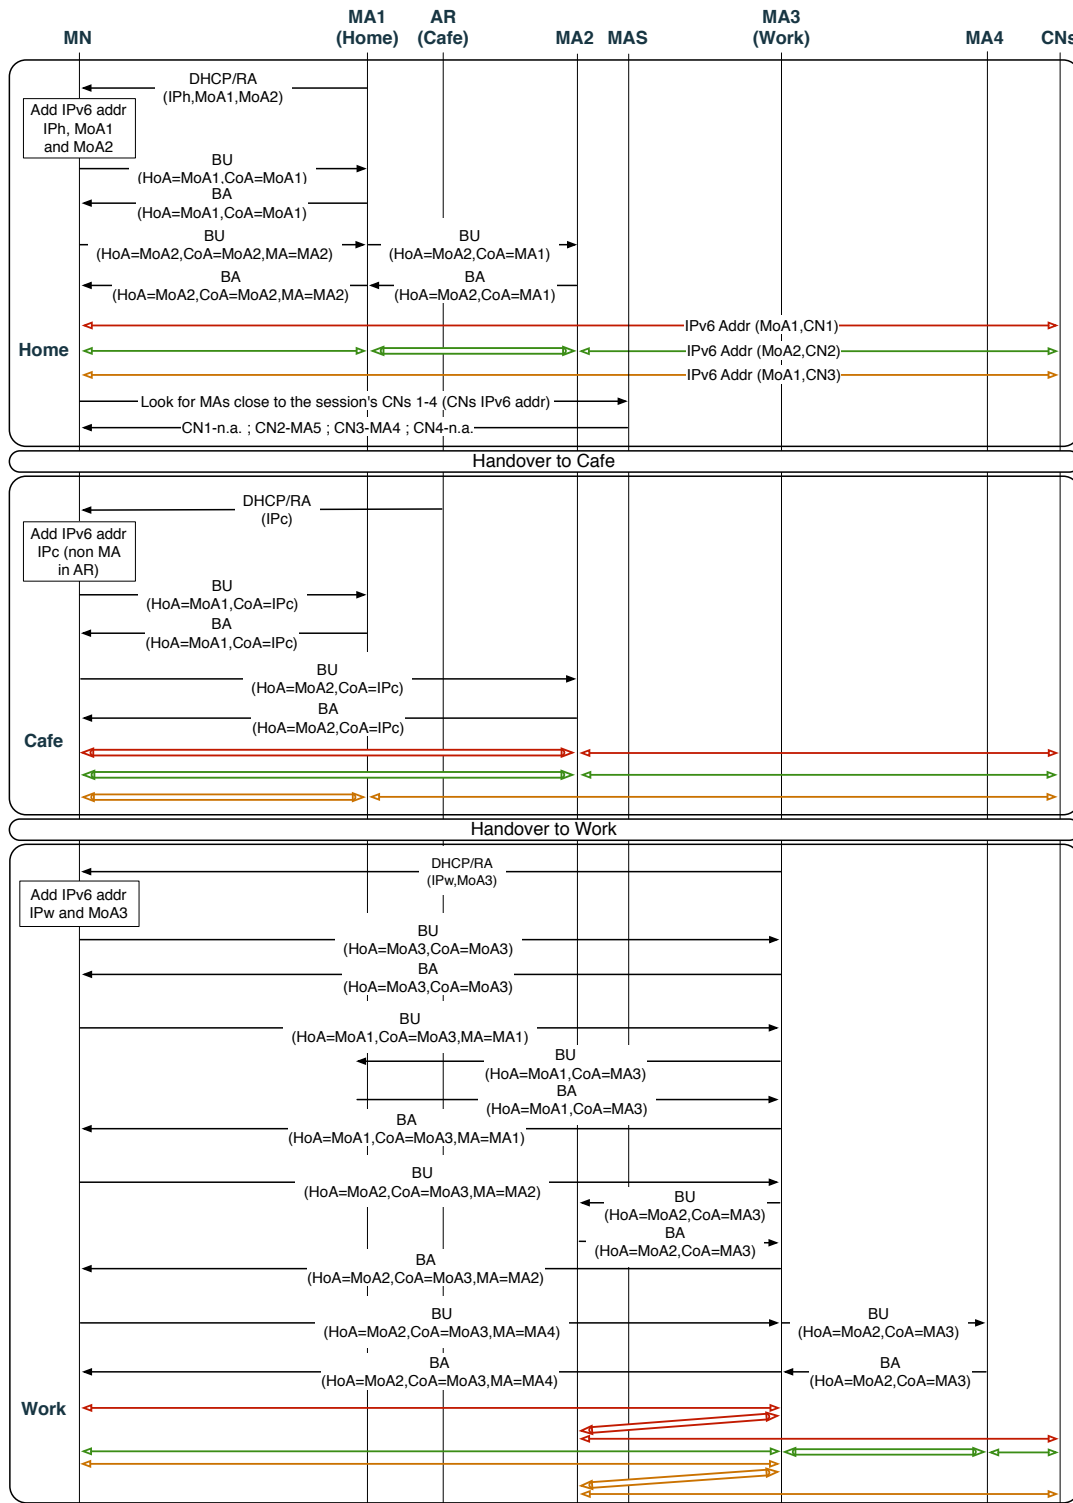 MN
MA1
(Home)
AR
(Cafe)
MA2
MAS
MA3
(Work)
MA4
CNs
DHCP/RA
(IPh,MoA1,MoA2)
Add IPv6 addr
IPh, MoA1
and MoA2
BU
(HoA=MoA1,CoA=MoA1)
BA
(HoA=MoA1,CoA=MoA1)
BU
(HoA=MoA2,CoA=MoA2,MA=MA2)
BU
(HoA=MoA2,CoA=MA1)
BA
(HoA=MoA2,CoA=MoA2,MA=MA2)
BA
(HoA=MoA2,CoA=MA1)
IPv6 Addr (MoA1,CN1)
Home
IPv6 Addr (MoA2,CN2)
IPv6 Addr (MoA1,CN3)
Look for MAs close to the session's CNs 1-4 (CNs IPv6 addr)
CN1-n.a. ; CN2-MA5 ; CN3-MA4 ; CN4-n.a.
Handover to Cafe
DHCP/RA
(IPc)
Add IPv6 addr
IPc (non MA
in AR)
BU
(HoA=MoA1,CoA=IPc)
BA
(HoA=MoA1,CoA=IPc)
BU
(HoA=MoA2,CoA=IPc)
BA
(HoA=MoA2,CoA=IPc)
Cafe
Handover to Work
DHCP/RA
(IPw,MoA3)
Add IPv6 addr
IPw and MoA3
BU
(HoA=MoA3,CoA=MoA3)
BA
(HoA=MoA3,CoA=MoA3)
BU
(HoA=MoA1,CoA=MoA3,MA=MA1)
BU
(HoA=MoA1,CoA=MA3)
BA
(HoA=MoA1,CoA=MA3)
BA
(HoA=MoA1,CoA=MoA3,MA=MA1)
BU
(HoA=MoA2,CoA=MoA3,MA=MA2)
BU
(HoA=MoA2,CoA=MA3)
BA
(HoA=MoA2,CoA=MA3)
BA
(HoA=MoA2,CoA=MoA3,MA=MA2)
BU
(HoA=MoA2,CoA=MoA3,MA=MA4)
BU
(HoA=MoA2,CoA=MA3)
BA
(HoA=MoA2,CoA=MoA3,MA=MA4)
BA
(HoA=MoA2,CoA=MA3)
Work